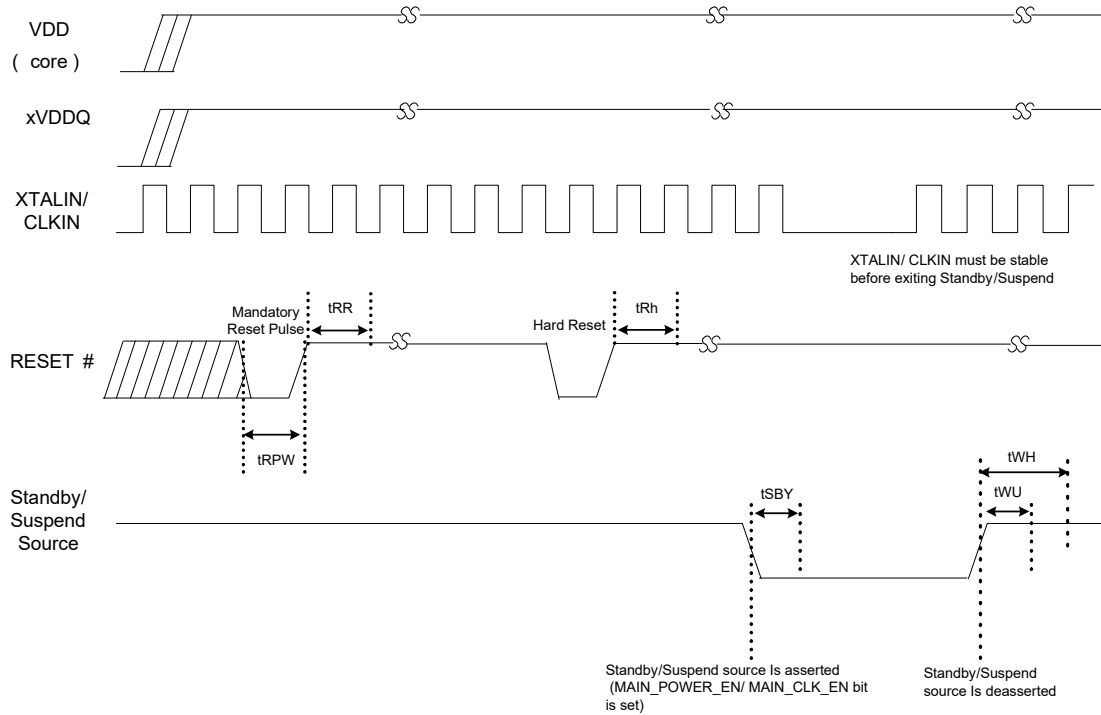 VDD
( core )
xVDDQ
XTALIN/
CLKIN
XTALIN/ CLKIN must be stable
before exiting Standby/Suspend
Mandatory
Reset Pulse
tRR
Hard Reset
tRh
RESET #
tRPW
Standby/
Suspend
Source
tSBY
tWH
tWU
Standby/Suspend source Is asserted
(MAIN_POWER_EN/ MAIN_CLK_EN bit
is set)
Standby/Suspend
source Is deasserted